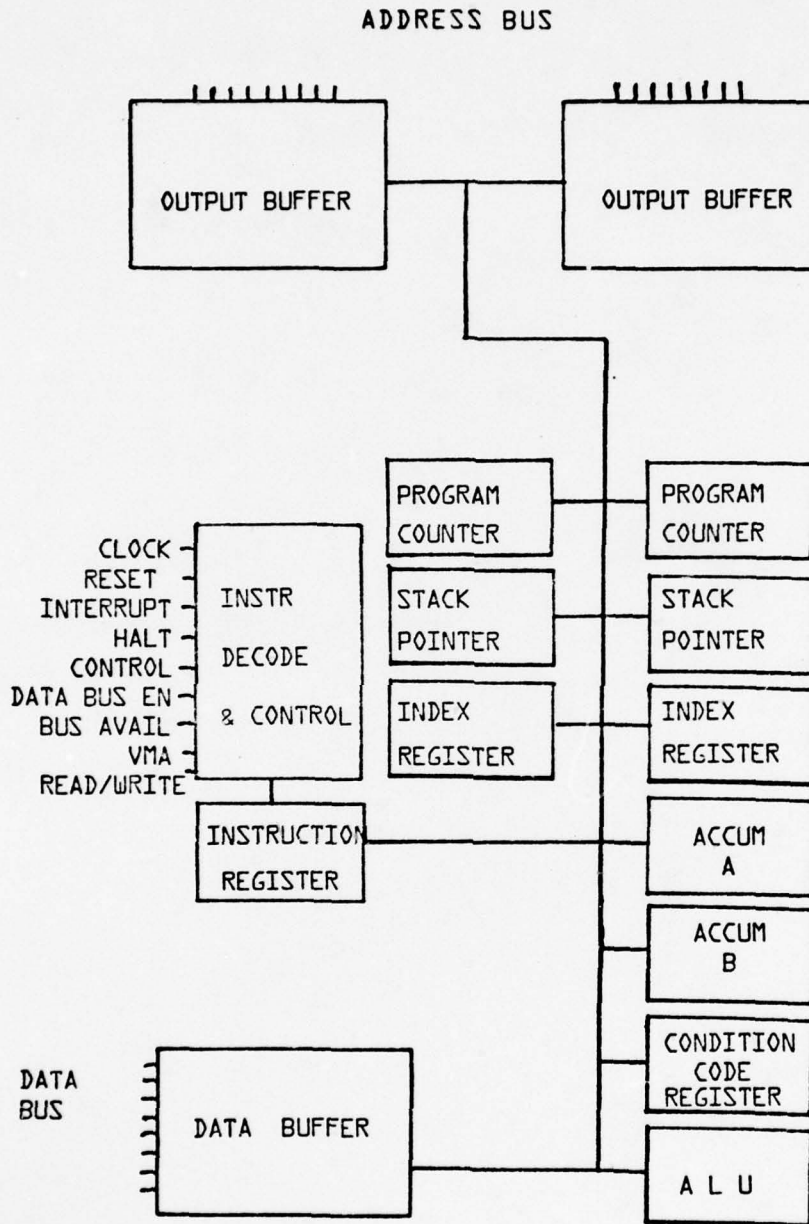 ADDRESS BUS
OUTPUT BUFFER
OUTPUT BUFFER
PROGRAM
COUNTER
PROGRAM
COUNTER
CLOCK
RESET
INTERRUPT
HALT
CONTROL
DATA BUS EN
BUS AVAIL
VMA
READ/WRITE
INSTR
DECODE
& CONTROL
STACK
POINTER
STACK
POINTER
INDEX
REGISTER
INDEX
REGISTER
INSTRUCTION
REGISTER
ACCUM
A
ACCUM
B
CONDITION
CODE
REGISTER
DATA
BUS
DATA BUFFER
A L U